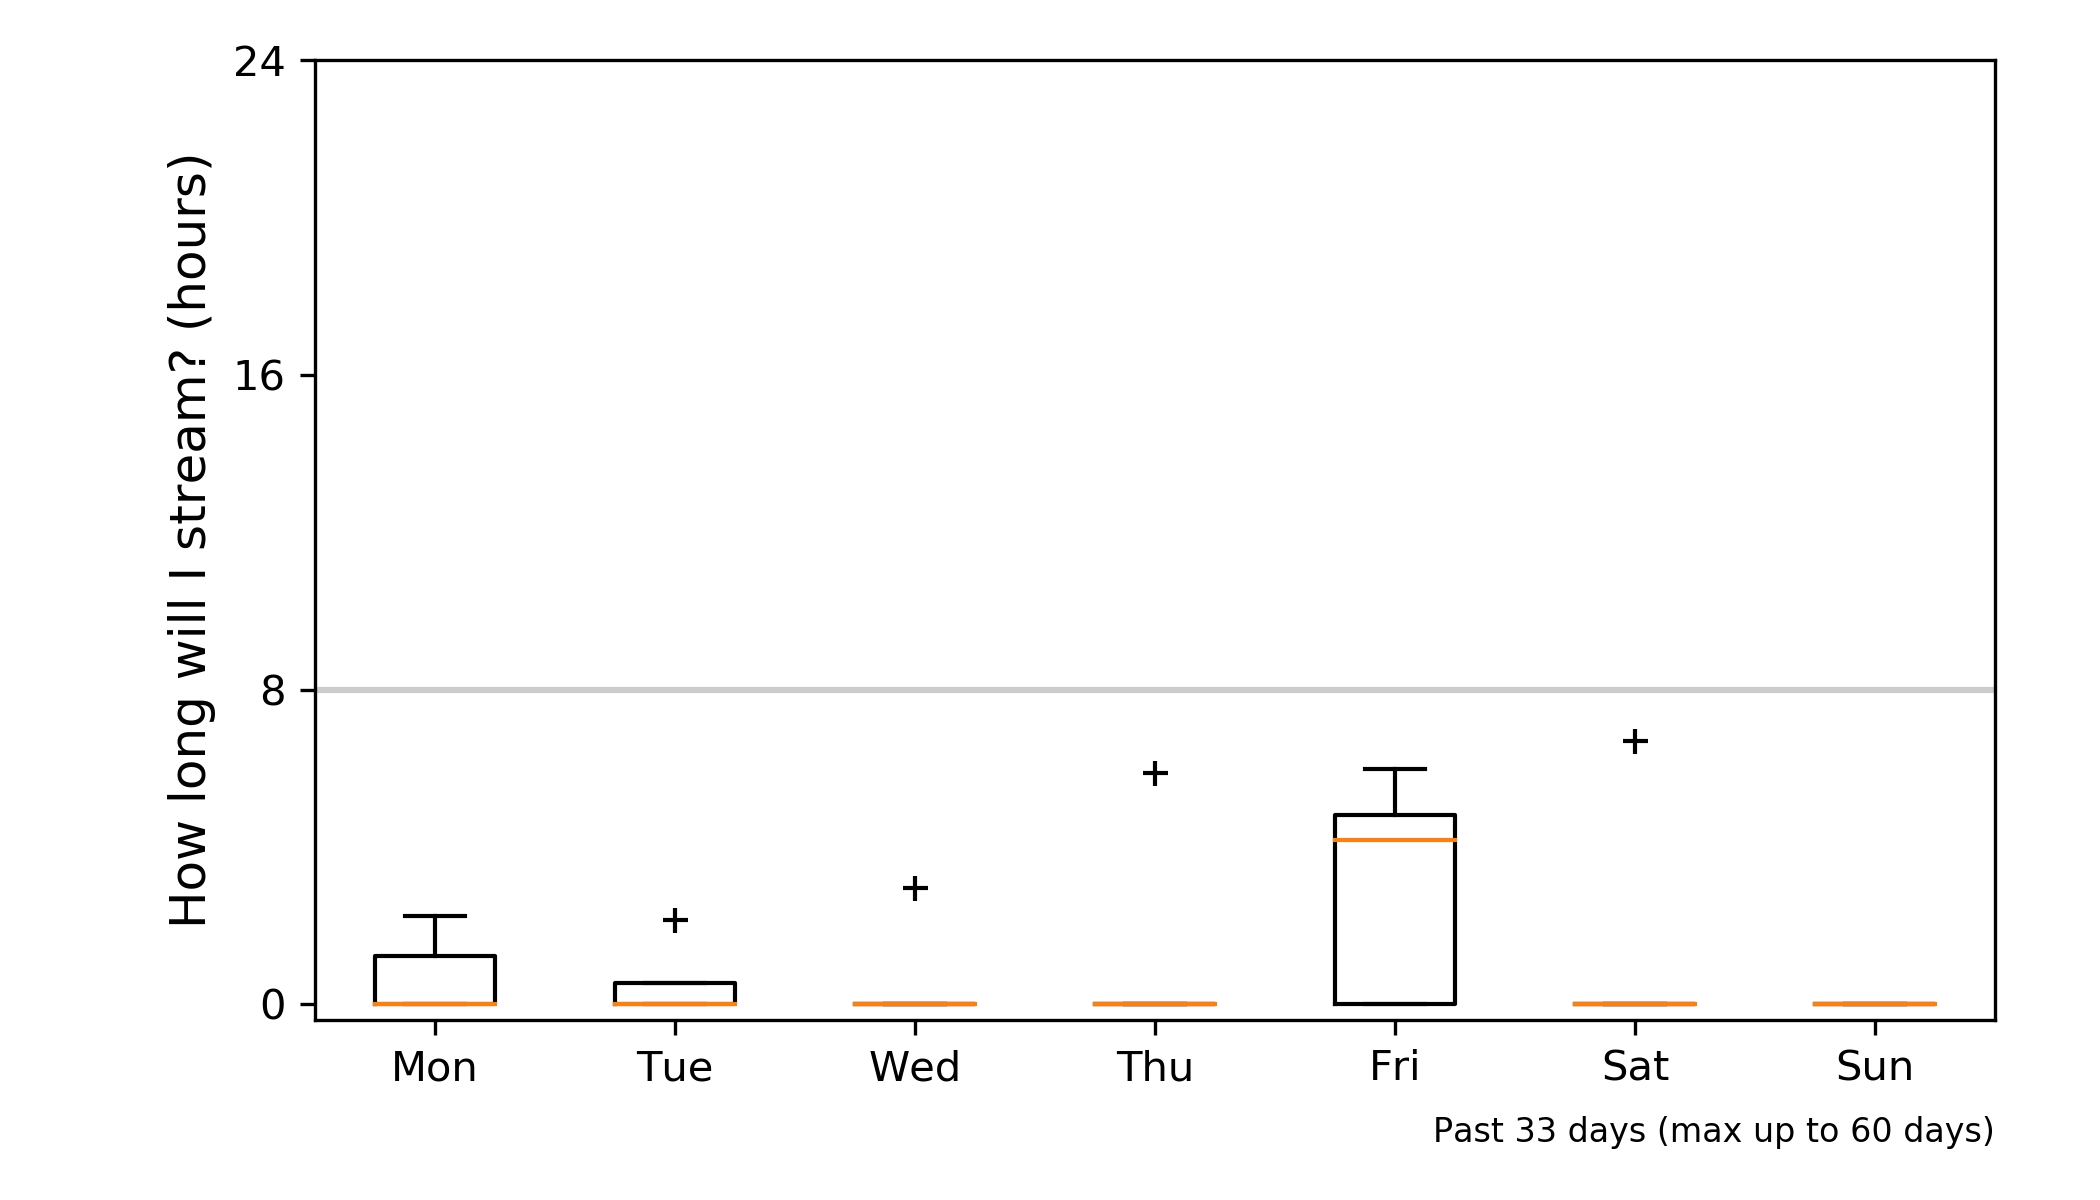 How long will I stream? (hours)
24
16
8
0
Mon Tue Wed Thu Fri Sat Sun
Past 33 days (max up to 60 days)